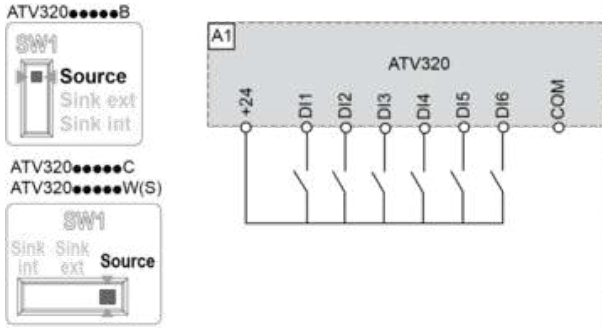 ATV320●●●●●B
SW1
Source
Sink ext
Sink int
ATV320●●●●●C
ATV320●●●●●W(S)
SW1
Sink int
Sink ext
Source
A1
ATV320
+24
DI1
DI2
DI3
DI4
DI5
DI6
COM